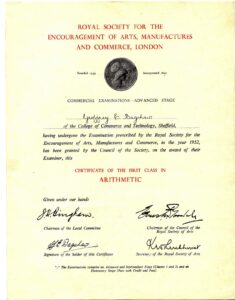 ROYAL SOCIETY FOR THE
ENCOURAGEMENT OF ARTS, MANUFACTURES
AND COMMERCE, LONDON
Founded 1754
Incorporated 1847
COMMERCIAL EXAMINATIONS—ADVANCED STAGE
of the College of Commerce and Technology, Sheffield,
having undergone the Examination prescribed by the Royal Society for the
Encouragement of Arts, Manufactures and Commerce, in the year 1952,
has been granted by the Council of the Society, on the award of their
Examiner, this
CERTIFICATE OF THE FIRST CLASS IN
ARITHMETIC
Given under our hands
Chairman of the Local Committee
Chairman of the Council of the
Royal Society of Arts
Signature of the Holder of this Certificate
Secretary of the
Royal Society of Arts